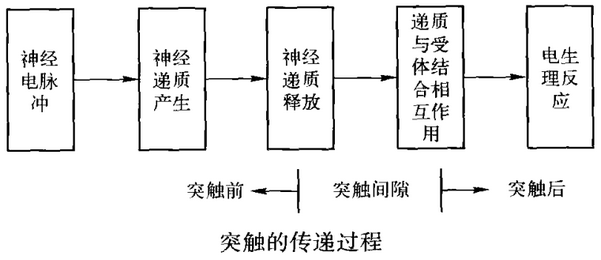 神经
电脉
冲
神经
递质
产生
神经
递质
释放
递质
与受
体结
合相
互作
用
电生
理反
应
突触前
突触间隙
突触后
突触的传递过程